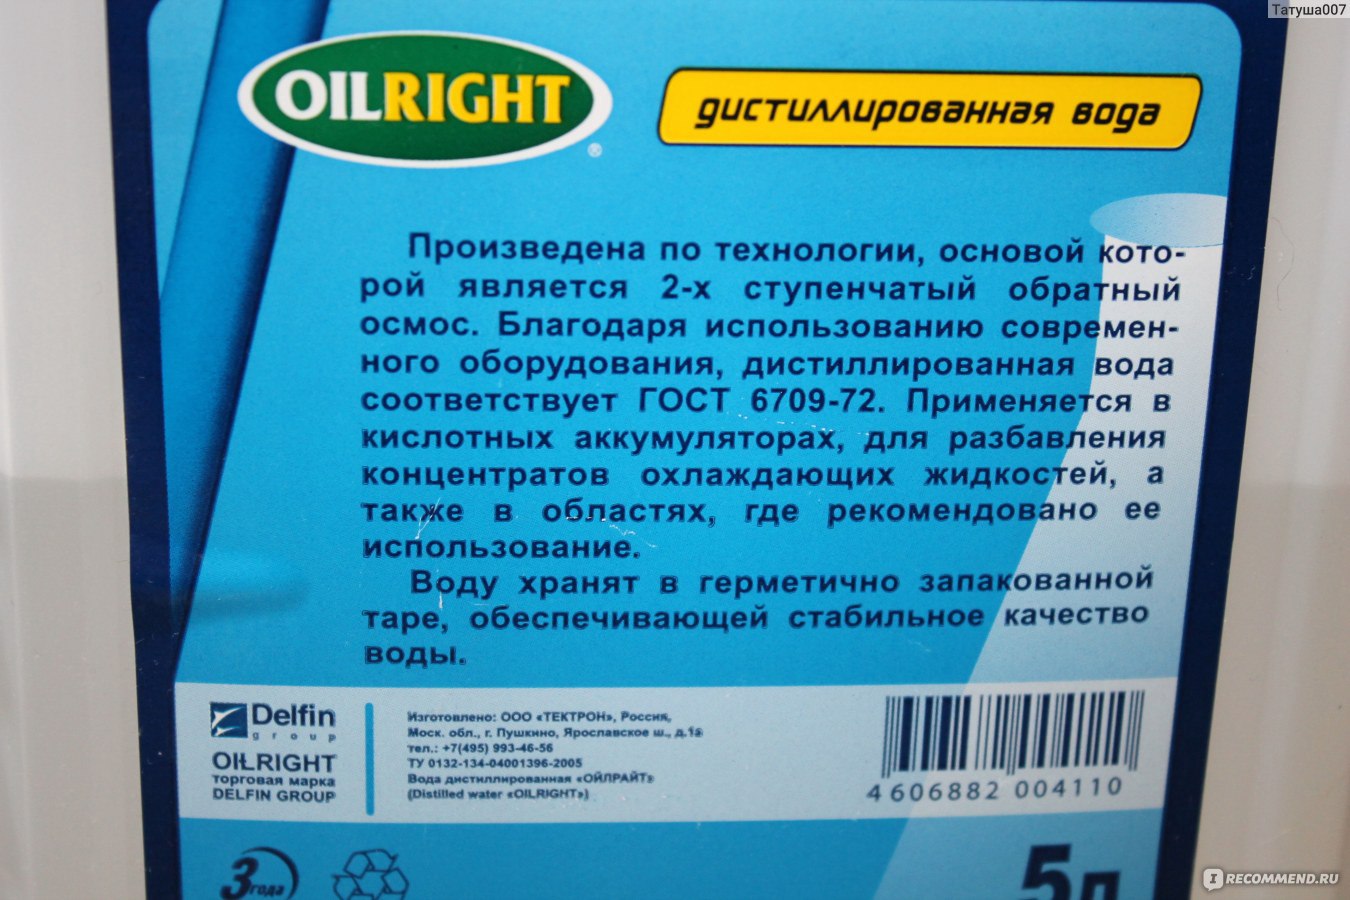 Татуша007
OILRIGHT
®
дистиллированная вода
Произведена по технологии, основой кото-
рой является 2-х ступенчатый обратный
осмос. Благодаря использованию современ-
ного оборудования, дистиллированная вода
соответствует ГОСТ 6709-72. Применяется в
кислотных аккумуляторах, для разбавления
концентратов охлаждающих жидкостей, а
также в областях, где рекомендовано ее
использование.
Воду хранят в герметично запакованной
таре, обеспечивающей стабильное качество
воды.
Delfin
group
OILRIGHT
торговая марка
DELFIN GROUP
Изготовлено: ООО «ТЕКТРОН», Россия,
Моск. обл., г. Пушкино, Ярославское ш., д.1в
тел.: +7(495) 993-46-56
ТУ 0132-134-04001396-2005
Вода дистиллированная «ОЙЛРАЙТ»
(Distilled water «OILRIGHT»)
4 606882 004110
3 года
5л
IRECOMMEND.RU